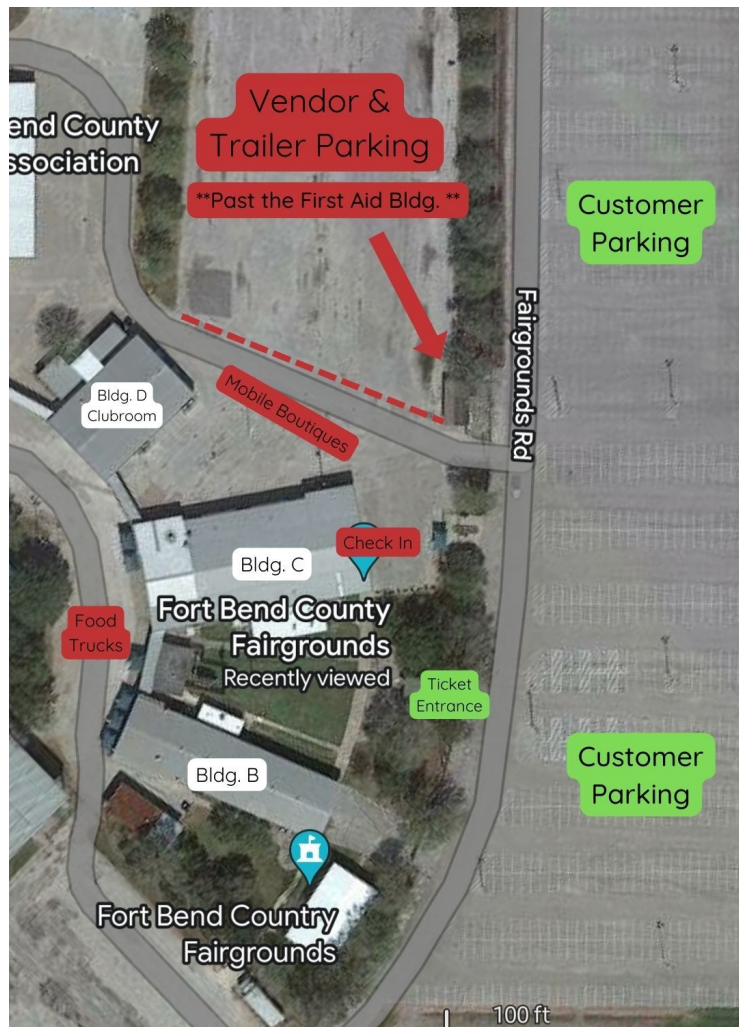 Vendor &
Trailer Parking
**Past the First Aid Bldg. **
end County
ssociation
Customer
Parking
Fairgrounds Rd
Mobile Boutiques
Bldg. D
Clubroom
Check In
Bldg. C
Fort Bend County
Fairgrounds
Recently viewed
Food
Trucks
Ticket
Entrance
Bldg. B
Customer
Parking
Fort Bend Country
Fairgrounds
100 ft